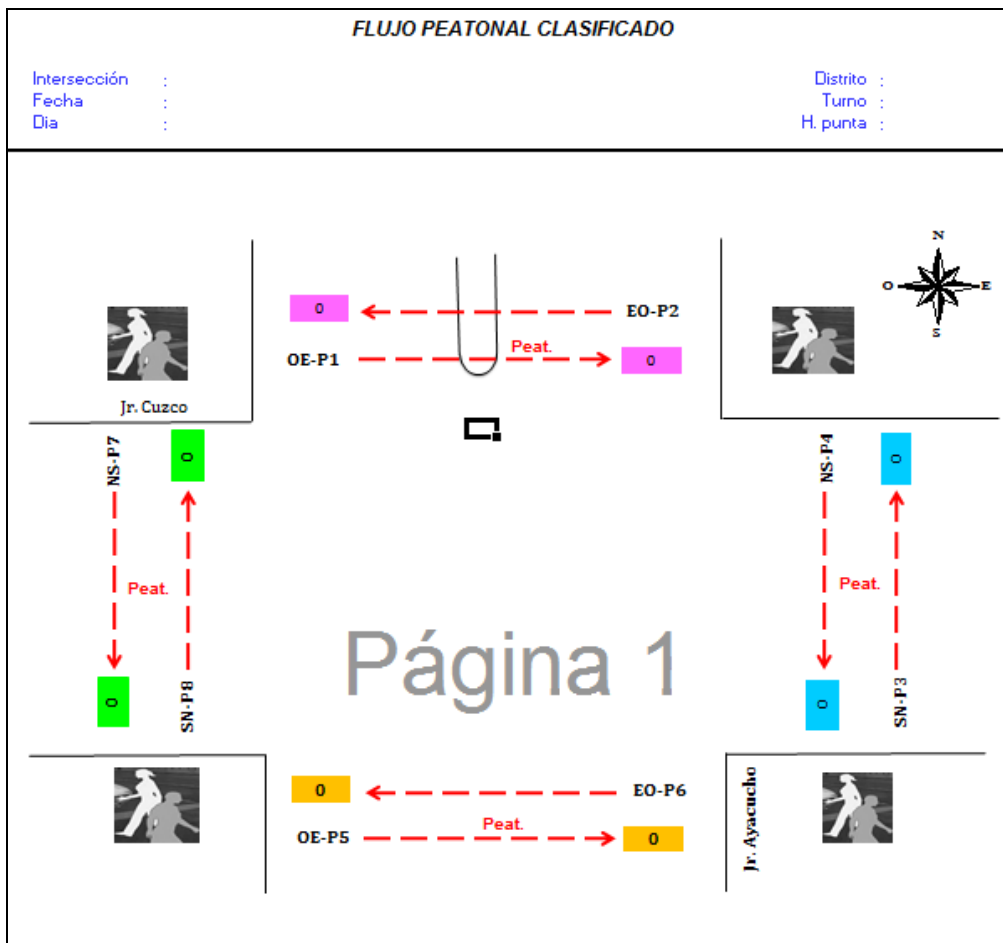 FLUJO PEATONAL CLASIFICADO
Intersección :
Distrito :
Fecha :
Turno :
Dia :
H. punta :
N
O E
S
0
EO-P2
OE-P1
Peat.
0
Jr. Cuzco
NS-P7
0
NS-P4
0
Peat.
Peat.
Página 1
0
SN-P8
0
SN-P3
0
EO-P6
OE-P5
Peat.
0
Jr. Ayacucho